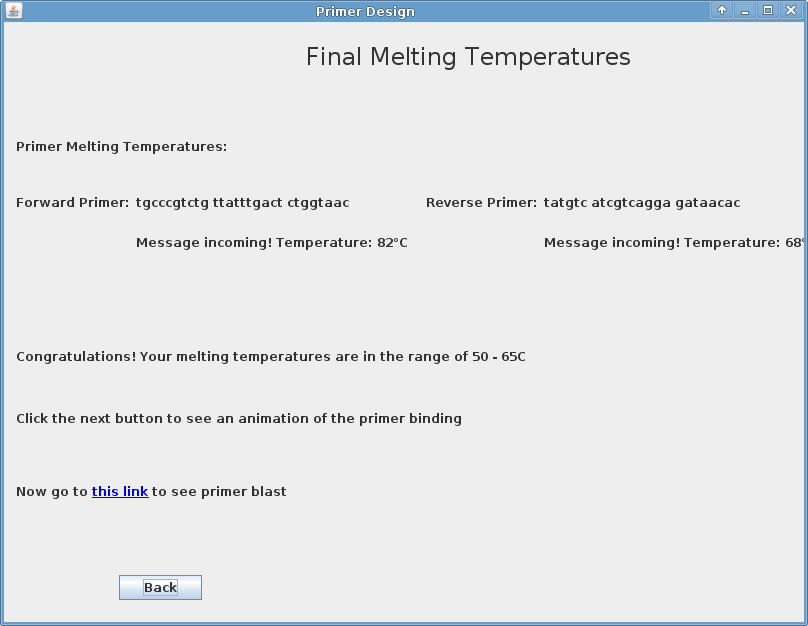 Primer Design
Final Melting Temperatures
Primer Melting Temperatures:
Forward Primer: tgcccgtctg ttatttgact ctggtaac Reverse Primer: tatgtc atcgtcagga gataacac
Message incoming! Temperature: 82°C Message incoming! Temperature: 68°
Congratulations! Your melting temperatures are in the range of 50 - 65C
Click the next button to see an animation of the primer binding
Now go to this link to see primer blast
Back